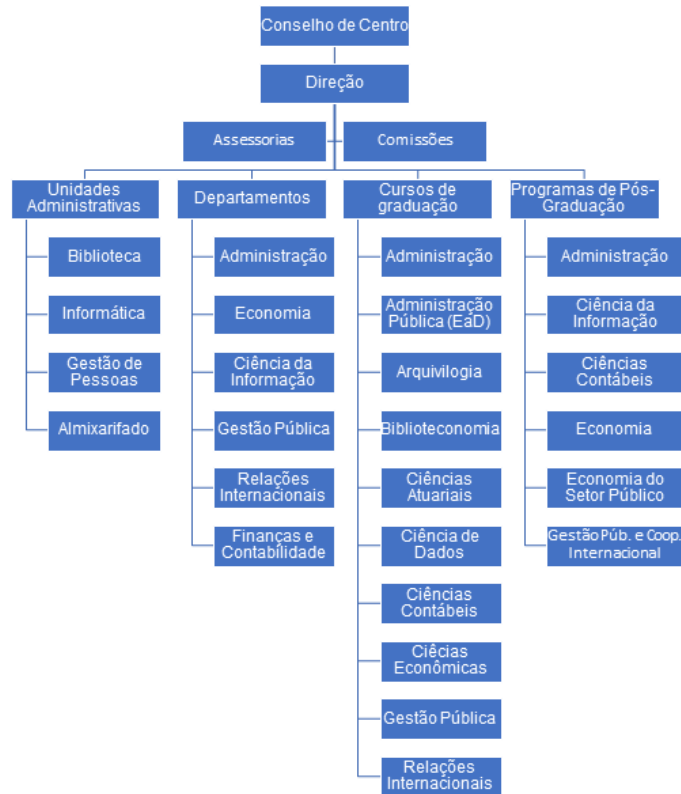 Conselho de Centro
Direção
Assessorias
Comissões
Unidades
Administrativas
Biblioteca
Informática
Gestão de
Pessoas
Almixarifado
Departamentos
Administração
Economia
Ciência da
Informação
Gestão Pública
Relações
Internacionais
Finanças e
Contabilidade
Cursos de
graduação
Administração
Administração
Pública (EaD)
Arquivilogia
Biblioteconomia
Ciências
Atuariais
Ciência de
Dados
Ciências
Contábeis
Ciêcias
Econômicas
Gestão Pública
Relações
Internacionais
Programas de Pós-
Graduação
Administração
Ciência da
Informação
Ciências
Contábeis
Economia
Economia do
Setor Público
Gestão Púb. e Coop.
Internacional